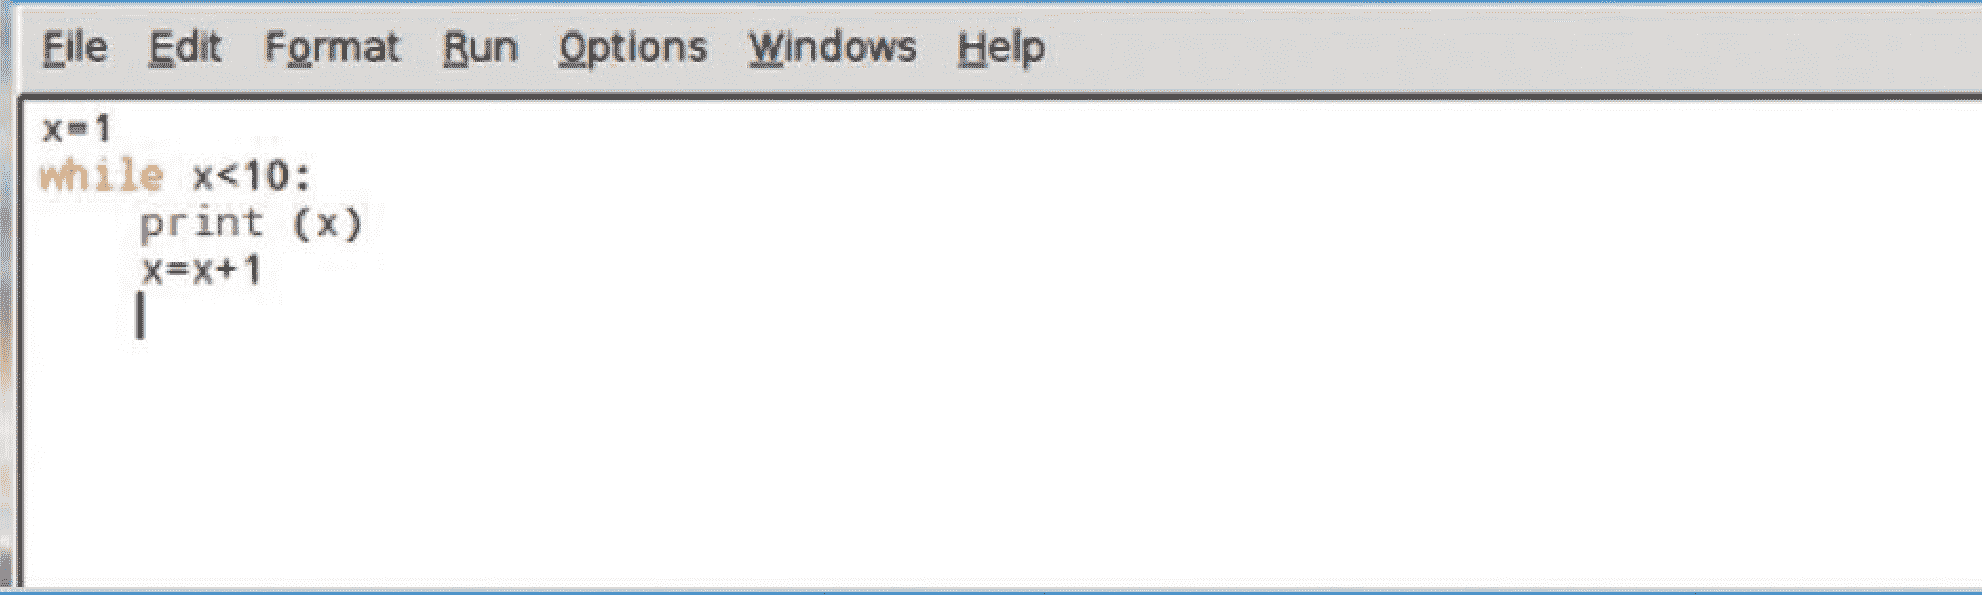 File Edit Format Run Options Windows Help
x=1
while x<10:
    print (x)
    x=x+1